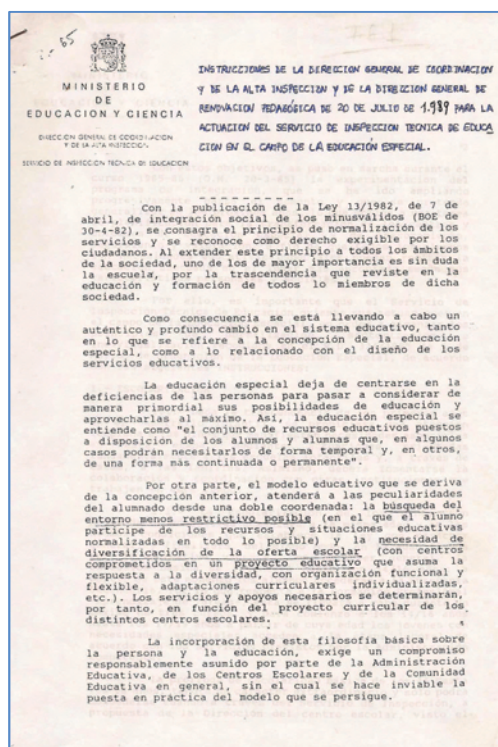 65
MINISTERIO
DE
EDUCACION Y CIENCIA
DIRECCION GENERAL DE COORDINACION
Y DE LA ALTA INSPECCION
SERVICIO DE INSPECCION TECNICA DE EDUCACION
INSTRUCCIONES DE LA DIRECCION GENERAL DE COORDINACION
Y DE LA ALTA INSPECCION Y DE LA DIRECCION GENERAL DE
RENOVACION PEDAGÓGICA DE 20 DE JULIO DE 1.989 PARA LA
ACTUACION DEL SERVICIO DE INSPECCION TECNICA DE EDUCA
CION EN EL CAMPO DE LA EDUCACIÓN ESPECIAL.
----------
Con la publicación de la Ley 13/1982, de 7 de
abril, de integración social de los minusválidos (BOE de
30-4-82), se consagra el principio de normalización de los
servicios y se reconoce como derecho exigible por los
ciudadanos. Al extender este principio a todos los ámbitos
de la sociedad, uno de los de mayor importancia es sin duda
la escuela, por la trascendencia que reviste en la
educación y formación de todos lo miembros de dicha
sociedad.
Como consecuencia se está llevando a cabo un
auténtico y profundo cambio en el sistema educativo, tanto
en lo que se refiere a la concepción de la educación
especial, como a lo relacionado con el diseño de los
servicios educativos.
La educación especial deja de centrarse en la
deficiencias de las personas para pasar a considerar de
manera primordial sus posibilidades de educación y
aprovecharlas al máximo. Así, la educación especial se
entiende como "el conjunto de recursos educativos puestos
a disposición de los alumnos y alumnas que, en algunos
casos podrán necesitarlos de forma temporal y, en otros,
de una forma más continuada o permanente".
Por otra parte, el modelo educativo que se deriva
de la concepción anterior, atenderá a las peculiaridades
del alumnado desde una doble coordenada: la búsqueda del
entorno menos restrictivo posible (en el que el alumno
participe de los recursos y situaciones educativas
normalizadas en todo lo posible) y la necesidad de
diversificación de la oferta escolar (con centros
comprometidos en un proyecto educativo que asuma la
respuesta a la diversidad, con organización funcional y
flexible, adaptaciones curriculares individualizadas,
etc.). Los servicios y apoyos necesarios se determinarán,
por tanto, en función del proyecto curricular de los
distintos centros escolares.
La incorporación de esta filosofía básica sobre
la persona y la educación, exige un compromiso
responsablemente asumido por parte de la Administración
Educativa, de los Centros Escolares y de la Comunidad
Educativa en general, sin el cual se hace inviable la
puesta en práctica del modelo que se persigue.